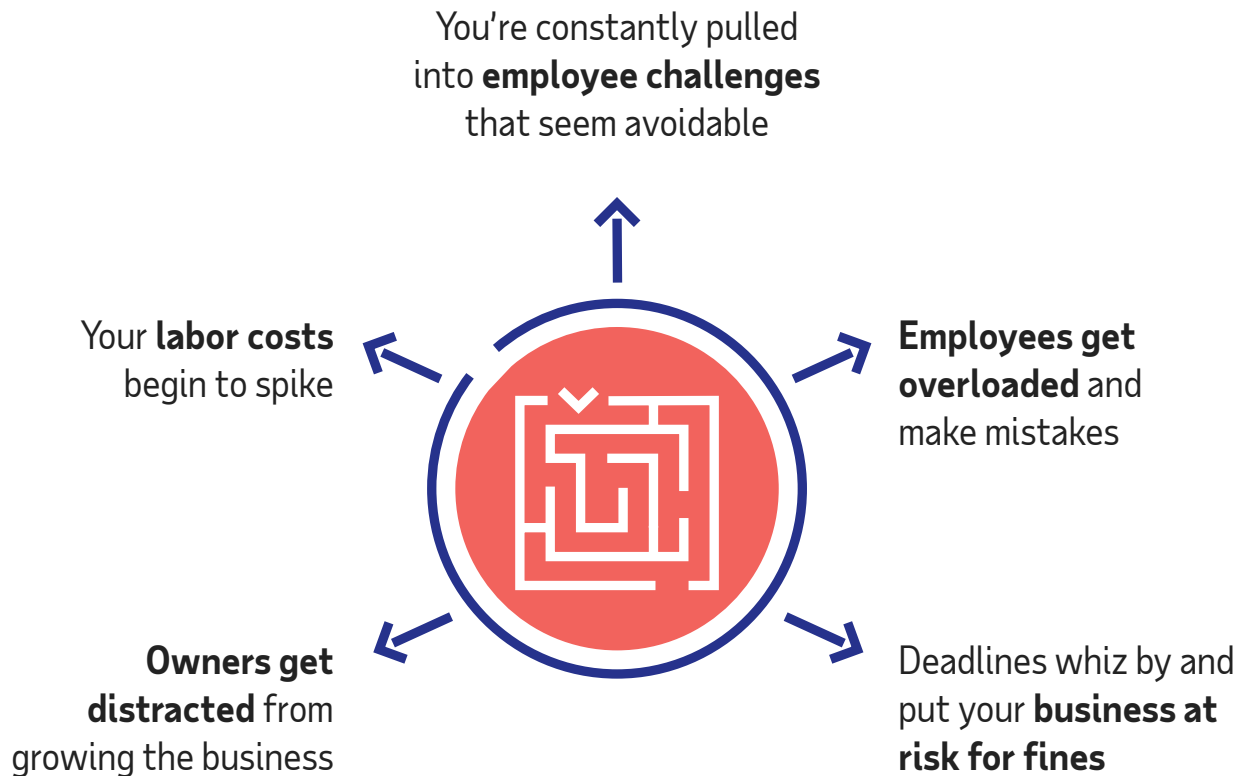 You're constantly pulled
into employee challenges
that seem avoidable
Your labor costs
begin to spike
Employees get
overloaded and
make mistakes
Owners get
distracted from
growing the business
Deadlines whiz by and
put your business at
risk for fines